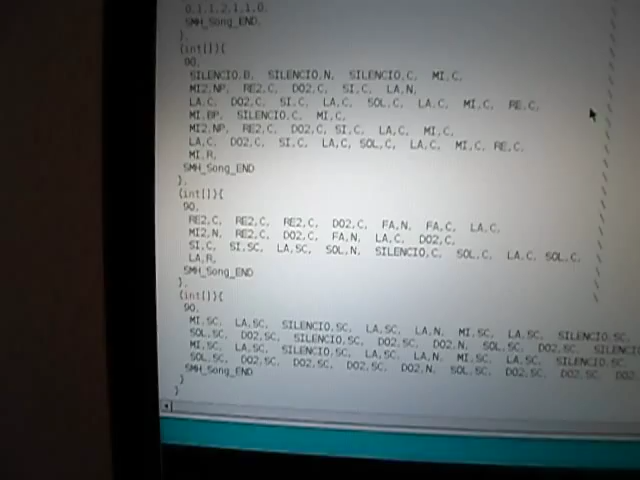 0,1,1,2,1,1,0,
SMH_Song_END,
},
(int[]){
90,
SILENCIO,B, SILENCIO,N, SILENCIO,C, MI,C,
MI2,NP, RE2,C, DO2,C, SI,C, LA,N,
LA,C, DO2,C, SI,C, LA,C, SOL,C, LA,C, MI,C, RE,C,
MI,BP, SILENCIO,C, MI,C,
MI2,NP, RE2,C, DO2,C, SI,C, LA,C, MI,C,
LA,C, DO2,C, SI,C, LA,C, SOL,C, LA,C, MI,C, RE,C,
MI,R,
SMH_Song_END
},
(int[]){
90,
RE2,C, RE2,C, RE2,C, DO2,C, FA,N, FA,C, LA,C,
MI2,N, RE2,C, DO2,C, FA,N, LA,C, DO2,C,
SI,C, SI,SC, LA,SC, SOL,N, SILENCIO,C, SOL,C, LA,C, SOL,C,
LA,R,
SMH_Song_END
},
(int[]){
90,
MI,SC, LA,SC, SILENCIO,SC, LA,SC, LA,N, MI,SC, LA,SC, SILENCIO,SC,
SOL,SC, DO2,SC, SILENCIO,SC, DO2,SC, DO2,N, SOL,SC, DO2,SC, SILENCIO
MI,SC, LA,SC, SILENCIO,SC, LA,SC, LA,N, MI,SC, LA,SC, SILENCIO,SC
SOL,SC, DO2,SC, DO2,SC, DO2,SC, DO2,N, SOL,SC, DO2,SC, DO2,SC, DO2
SMH_Song_END
}
}